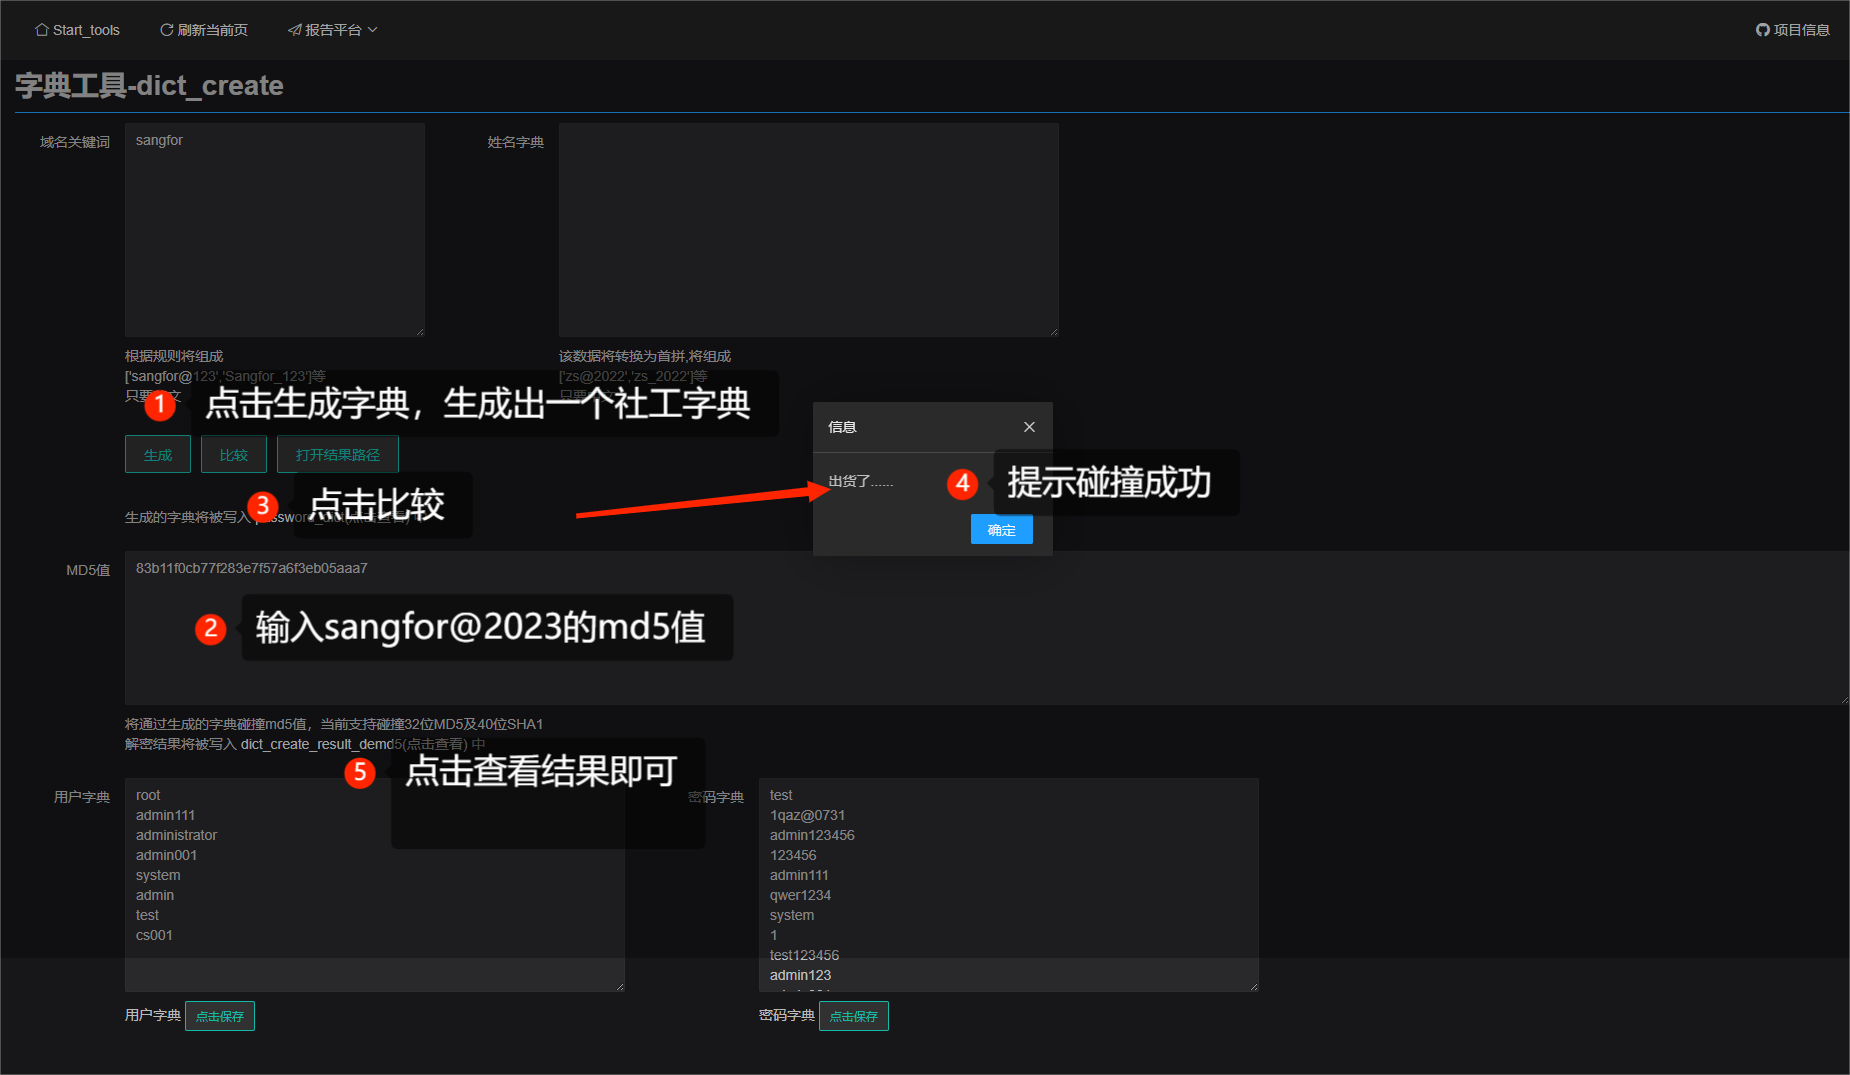 Start_tools 刷新当前页 报告平台 项目信息
字典工具-dict_create
域名关键词 sangfor 姓名字典
根据规则将组成 该数据将转换为首拼,将组成
['sangfor@123','Sangfor_123']等 ['zs@2022','zs_2022']等
1 点击生成字典，生成出一个社工字典
信息
生成 比较 打开结果路径
出货了......
4 提示碰撞成功
3 点击比较
生成的字典将被写入
确定
MD5值 83b11f0cb77f283e7f57a6f3eb05aaa7
2 输入sangfor@2023的md5值
将通过生成的字典碰撞md5值，当前支持碰撞32位MD5及40位SHA1
解密结果将被写入 dict_create_result_demd5(点击查看) 中
5 点击查看结果即可
用户字典
root
admin111
administrator
admin001
system
admin
test
cs001
密码字典
test
1qaz@0731
admin123456
123456
admin111
qwer1234
system
1
test123456
admin123
用户字典 点击保存
密码字典 点击保存